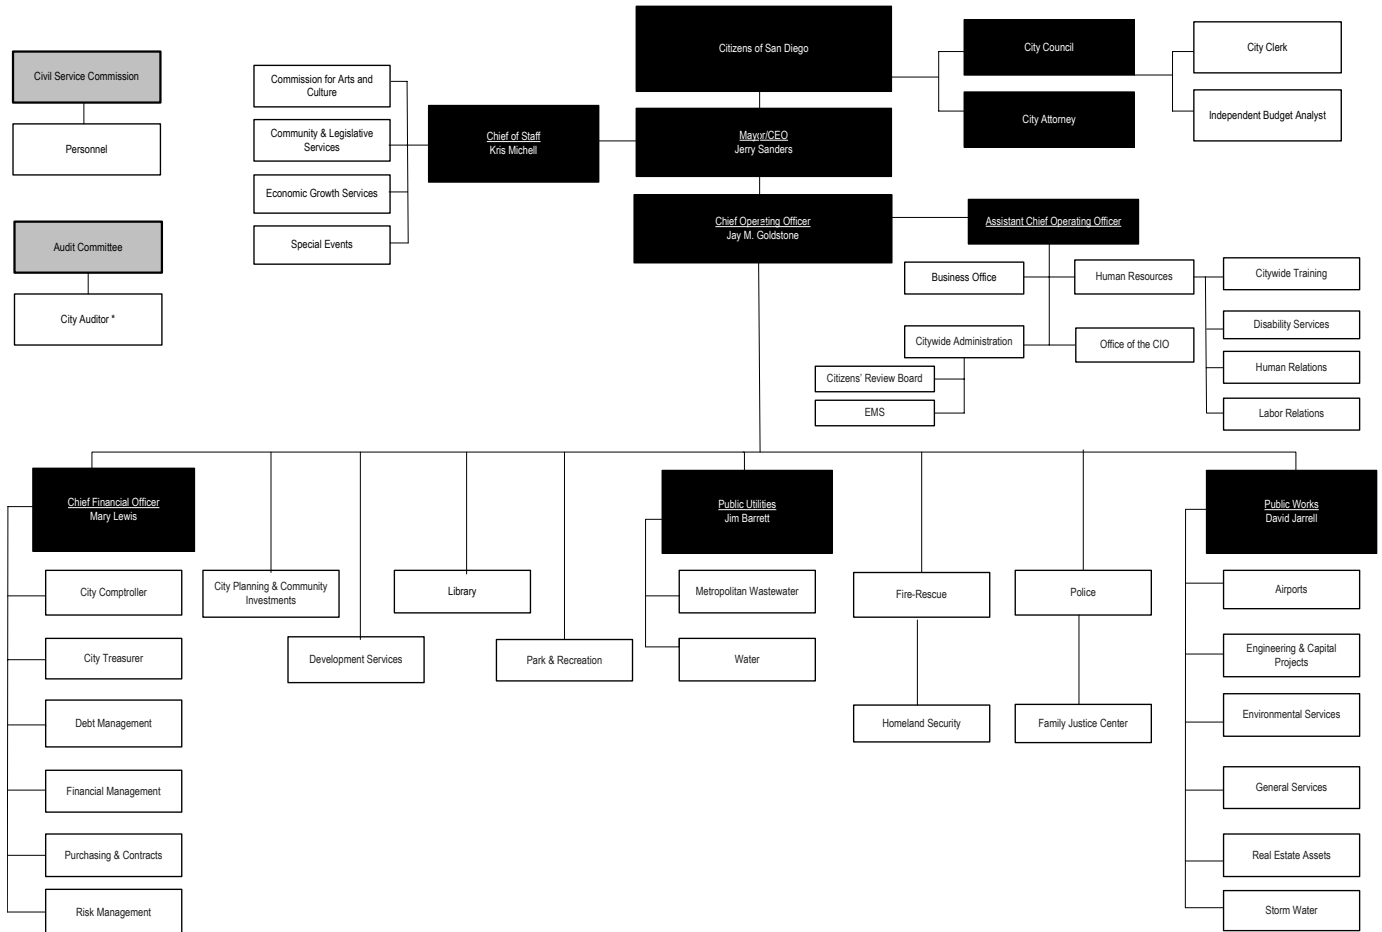 Citizens of San Diego
City Council
City Clerk
City Attorney
Independent Budget Analyst
Civil Service Commission
Personnel
Audit Committee
City Auditor *
Commission for Arts and
Culture
Community & Legislative
Services
Economic Growth Services
Special Events
Chief of Staff
Kris Michell
Mayor/CEO
Jerry Sanders
Chief Operating Officer
Jay M. Goldstone
Assistant Chief Operating Officer
Business Office
Human Resources
Citywide Training
Disability Services
Human Relations
Labor Relations
Citywide Administration
Office of the CIO
Citizens' Review Board
EMS
Chief Financial Officer
Mary Lewis
City Comptroller
City Treasurer
Debt Management
Financial Management
Purchasing & Contracts
Risk Management
City Planning & Community
Investments
Development Services
Library
Park & Recreation
Public Utilities
Jim Barrett
Metropolitan Wastewater
Water
Fire-Rescue
Homeland Security
Police
Family Justice Center
Public Works
David Jarrell
Airports
Engineering & Capital
Projects
Environmental Services
General Services
Real Estate Assets
Storm Water